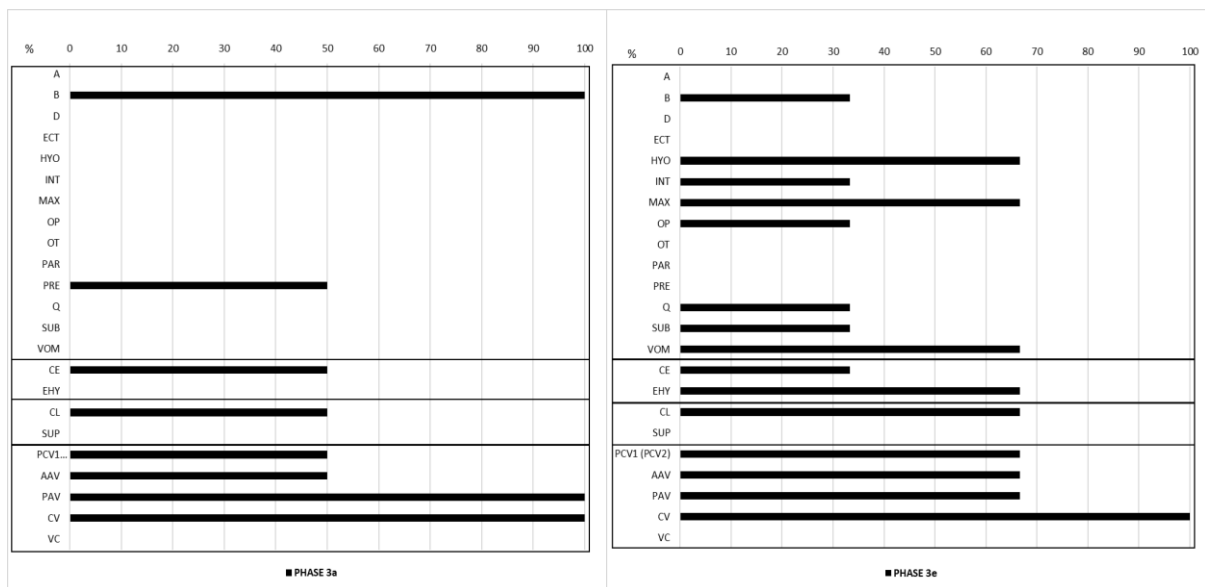 % 0 10 20 30 40 50 60 70 80 90 100
A
B
D
ECT
HYO
INT
MAX
OP
OT
PAR
PRE
Q
SUB
VOM
CE
EHY
CL
SUP
PCV1...
AAV
PAV
CV
VC
PHASE 3a
% 0 10 20 30 40 50 60 70 80 90 100
A
B
D
ECT
HYO
INT
MAX
OP
OT
PAR
PRE
Q
SUB
VOM
CE
EHY
CL
SUP
PCV1 (PCV2)
AAV
PAV
CV
VC
PHASE 3e